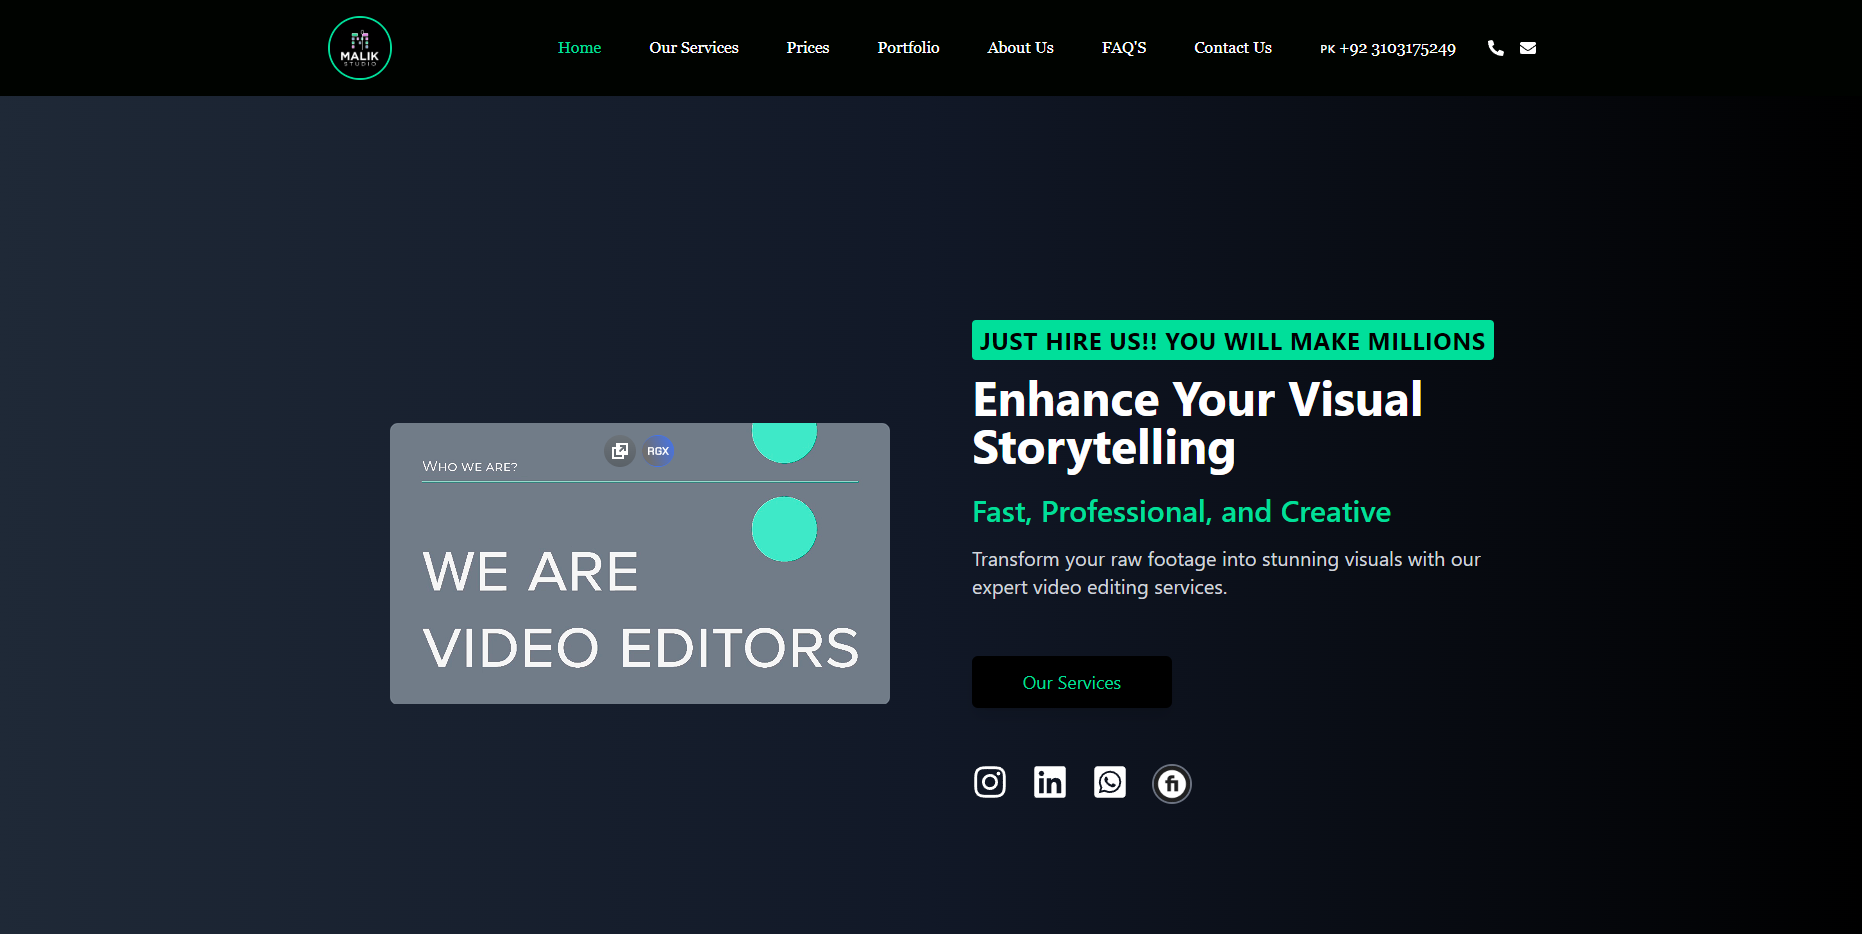 MALIK
STUDIO
Home
Our Services
Prices
Portfolio
About Us
FAQ'S
Contact Us
PK +92 3103175249
JUST HIRE US!! YOU WILL MAKE MILLIONS
Enhance Your Visual
Storytelling
Fast, Professional, and Creative
Transform your raw footage into stunning visuals with our
expert video editing services.
Our Services
in
fi
WHO WE ARE?
RGX
WE ARE
VIDEO EDITORS